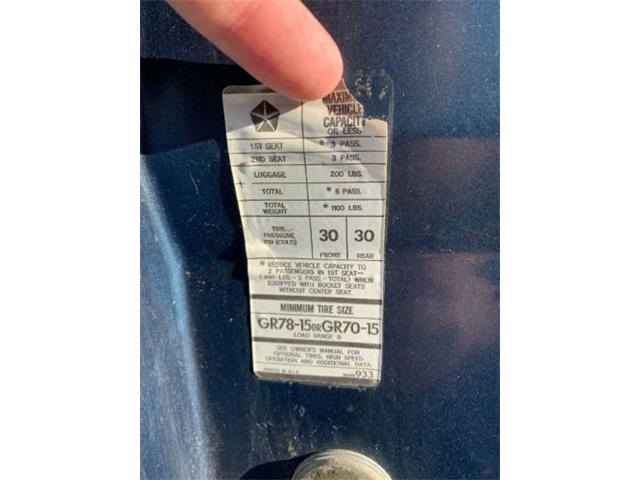 MAXIMUM
VEHICLE
CAPACITY
OR LESS
1ST SEAT * 3 PASS.
2ND SEAT 3 PASS.
LUGGAGE 200 LBS.
TOTAL * 6 PASS.
TOTAL WEIGHT * 1100 LBS.
TIRE
PRESSURE
PSI (COLD)
30 30
FRONT REAR
* REDUCE VEHICLE CAPACITY TO
2 PASSENGERS IN 1ST SEAT—
(950 LBS.-5 PASS.-TOTAL) WHEN
EQUIPPED WITH BUCKET SEATS
WITHOUT CENTER SEAT.
MINIMUM TIRE SIZE
GR78-15 OR GR70-15
LOAD RANGE B
SEE OWNER'S MANUAL FOR
OPTIONAL TIRES, HIGH SPEED
OPERATION AND ADDITIONAL DATA.
933